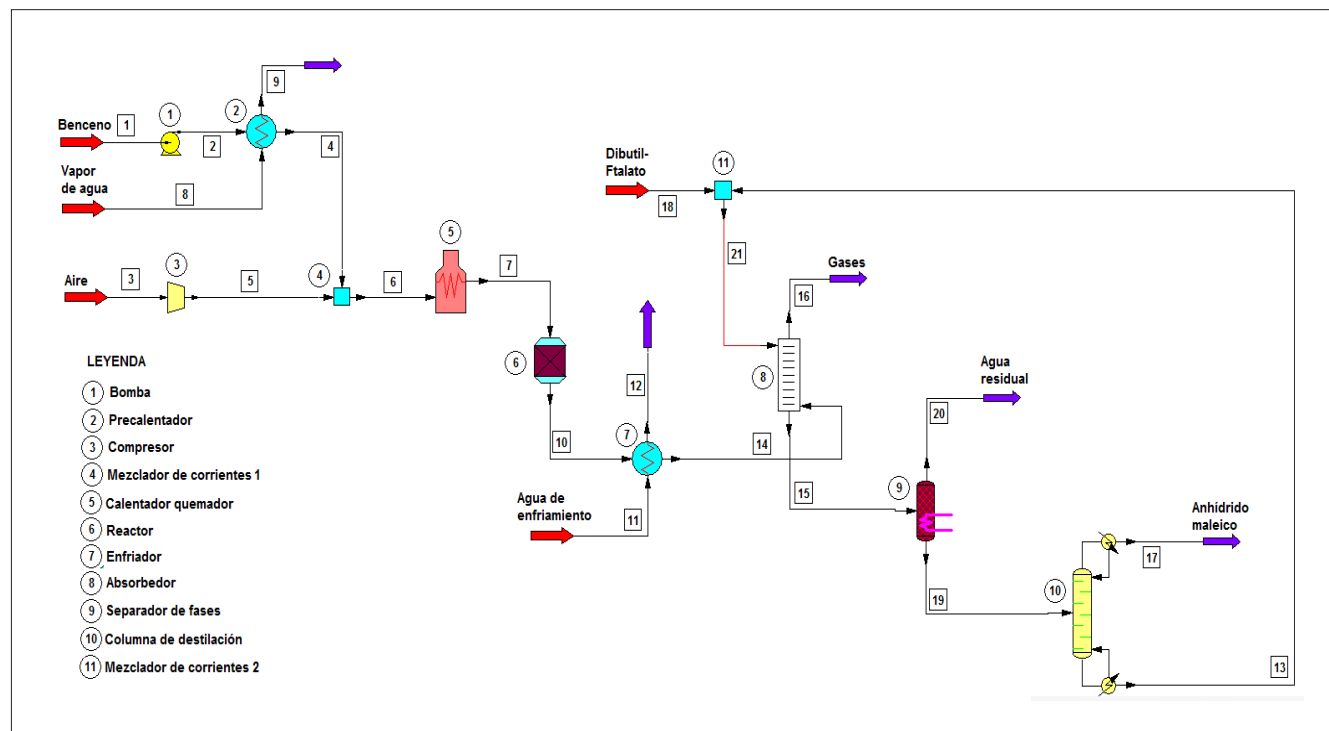 9
1
2
Benceno
1
2
4
Vapor
de agua
8
Dibutil-
Ftalato
11
18
5
21
Gases
16
Aire
3
3
5
4
6
7
LEYENDA
1 Bomba
2 Precalentador
3 Compresor
4 Mezclador de corrientes 1
5 Calentador quemador
6 Reactor
7 Enfriador
8 Absorbedor
9 Separador de fases
10 Columna de destilación
11 Mezclador de corrientes 2
6
12
8
Agua
residual
20
10
7
14
15
9
Agua de
enfriamiento
11
Anhídrido
maleico
17
19
10
13